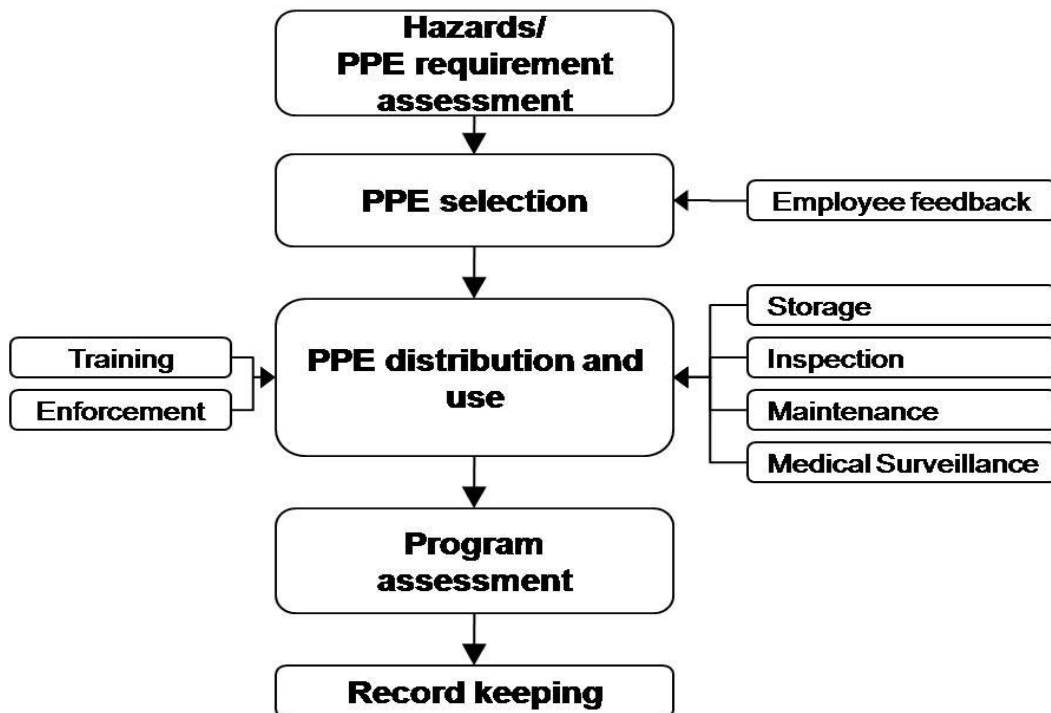 Hazards/
PPE requirement
assessment
PPE selection
Employee feedback
Storage
Training
PPE distribution and
use
Inspection
Enforcement
Maintenance
Medical Surveillance
Program
assessment
Record keeping